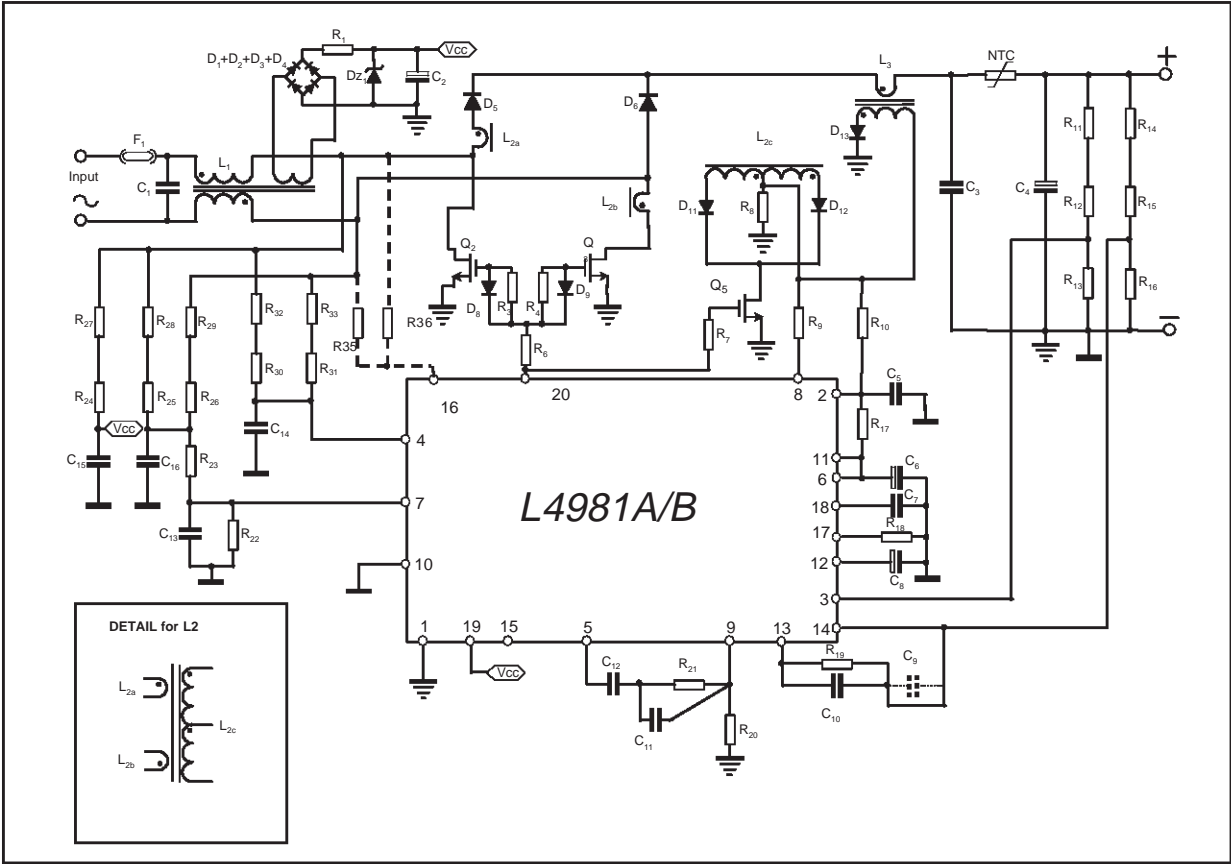 R1
Vcc
D1+D2+D3+D4
Dz1
C2
L3
NTC
+
D5
D6
L2a
L2c
D13
R11
R14
F1
L1
Input
C1
L2b
D11
R8
D12
C3
C4
R12
R15
Q2
Q3
D8
R3
R4
D9
Q5
R13
R16
R27
R28
R29
R32
R33
R35
R36
R6
R7
R9
R10
R24
R25
R26
R30
R31
16
20
8
2
C5
Vcc
C14
4
R17
C15
C16
R23
11
6
C6
7
L4981A/B
18
C7
C13
R22
17
R18
10
12
C8
3
1
19
15
5
9
13
14
DETAIL for L2
Vcc
C12
R21
R19
C9
L2a
L2c
L2b
C11
R20
C10